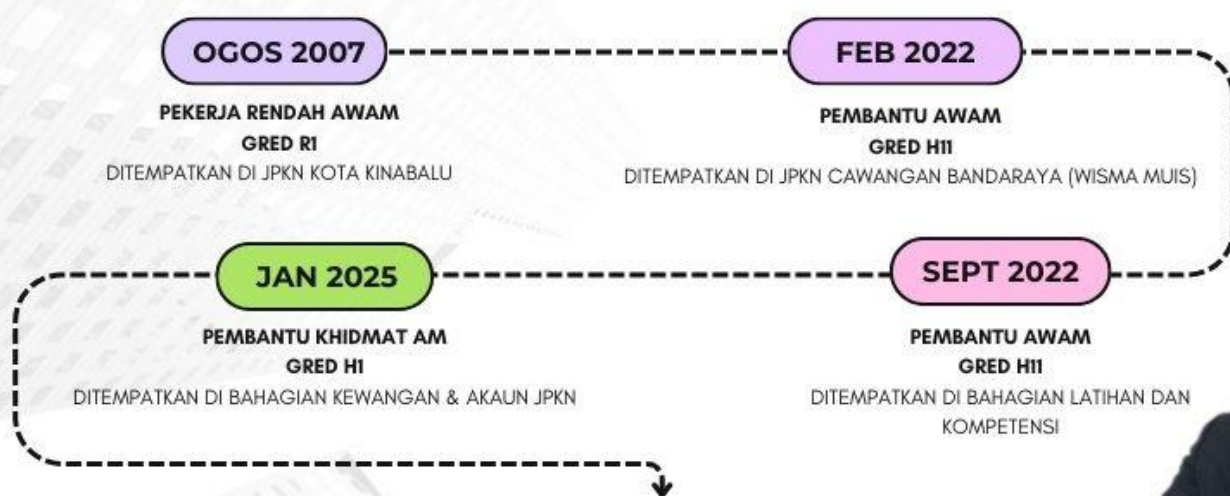 OGOS 2007
PEKERJA RENDAH AWAM
GRED R1
DITEMPATKAN DI JPKN KOTA KINABALU
FEB 2022
PEMBANTU AWAM
GRED H11
DITEMPATKAN DI JPKN CAWANGAN BANDARAYA (WISMA MUIS)
SEPT 2022
PEMBANTU AWAM
GRED H11
DITEMPATKAN DI BAHAGIAN LATIHAN DAN
KOMPETENSI
JAN 2025
PEMBANTU KHIDMAT AM
GRED H1
DITEMPATKAN DI BAHAGIAN KEWANGAN & AKAUN JPKN